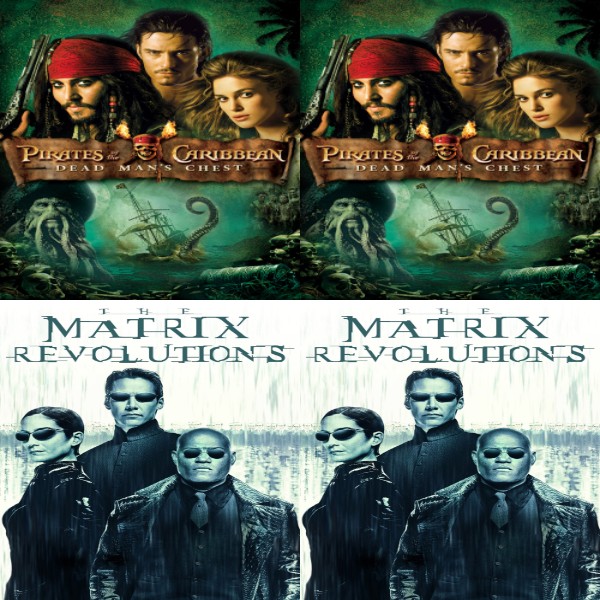 PIRATES of the CARIBBEAN
DEAD MAN'S CHEST
PIRATES of the CARIBBEAN
DEAD MAN'S CHEST
THE
MATRIX
REVOLUTIONS
THE
MATRIX
REVOLUTIONS